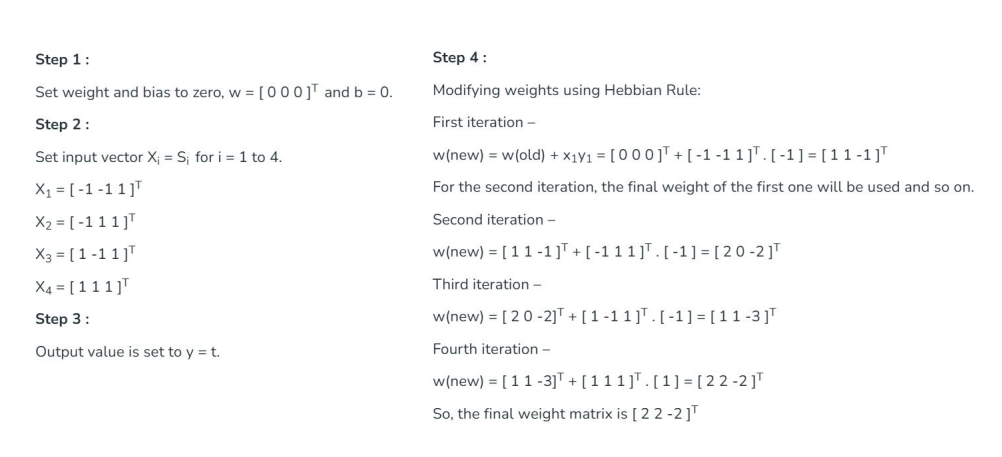 Step 1 :
Set weight and bias to zero, w = [ 0 0 0 ]ᵀ and b = 0.
Step 2 :
Set input vector Xᵢ = Sᵢ for i = 1 to 4.
X₁ = [ -1 -1 1 ]ᵀ
X₂ = [ -1 1 1 ]ᵀ
X₃ = [ 1 -1 1 ]ᵀ
X₄ = [ 1 1 1 ]ᵀ
Step 3 :
Output value is set to y = t.
Step 4 :
Modifying weights using Hebbian Rule:
First iteration –
w(new) = w(old) + x₁y₁ = [ 0 0 0 ]ᵀ + [ -1 -1 1 ]ᵀ . [ -1 ] = [ 1 1 -1 ]ᵀ
For the second iteration, the final weight of the first one will be used and so on.
Second iteration –
w(new) = [ 1 1 -1 ]ᵀ + [ -1 1 1 ]ᵀ . [ -1 ] = [ 2 0 -2 ]ᵀ
Third iteration –
w(new) = [ 2 0 -2]ᵀ + [ 1 -1 1 ]ᵀ . [ -1 ] = [ 1 1 -3 ]ᵀ
Fourth iteration –
w(new) = [ 1 1 -3]ᵀ + [ 1 1 1 ]ᵀ . [ 1 ] = [ 2 2 -2 ]ᵀ
So, the final weight matrix is [ 2 2 -2 ]ᵀ